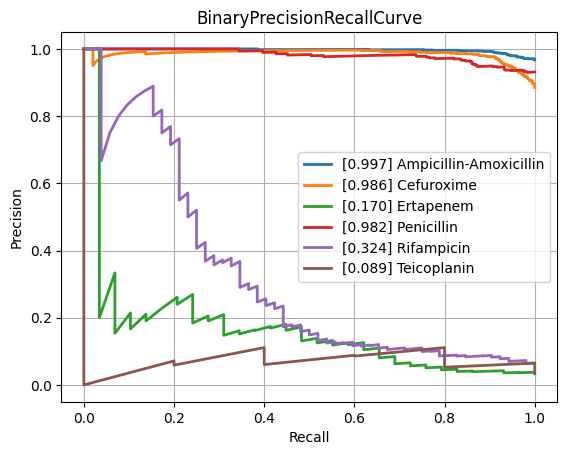 BinaryPrecisionRecallCurve
1.0
0.8
0.6
0.4
0.2
0.0
Precision
[0.997] Ampicillin-Amoxicillin
[0.986] Cefuroxime
[0.170] Ertapenem
[0.982] Penicillin
[0.324] Rifampicin
[0.089] Teicoplanin
0.0 0.2 0.4 0.6 0.8 1.0
Recall